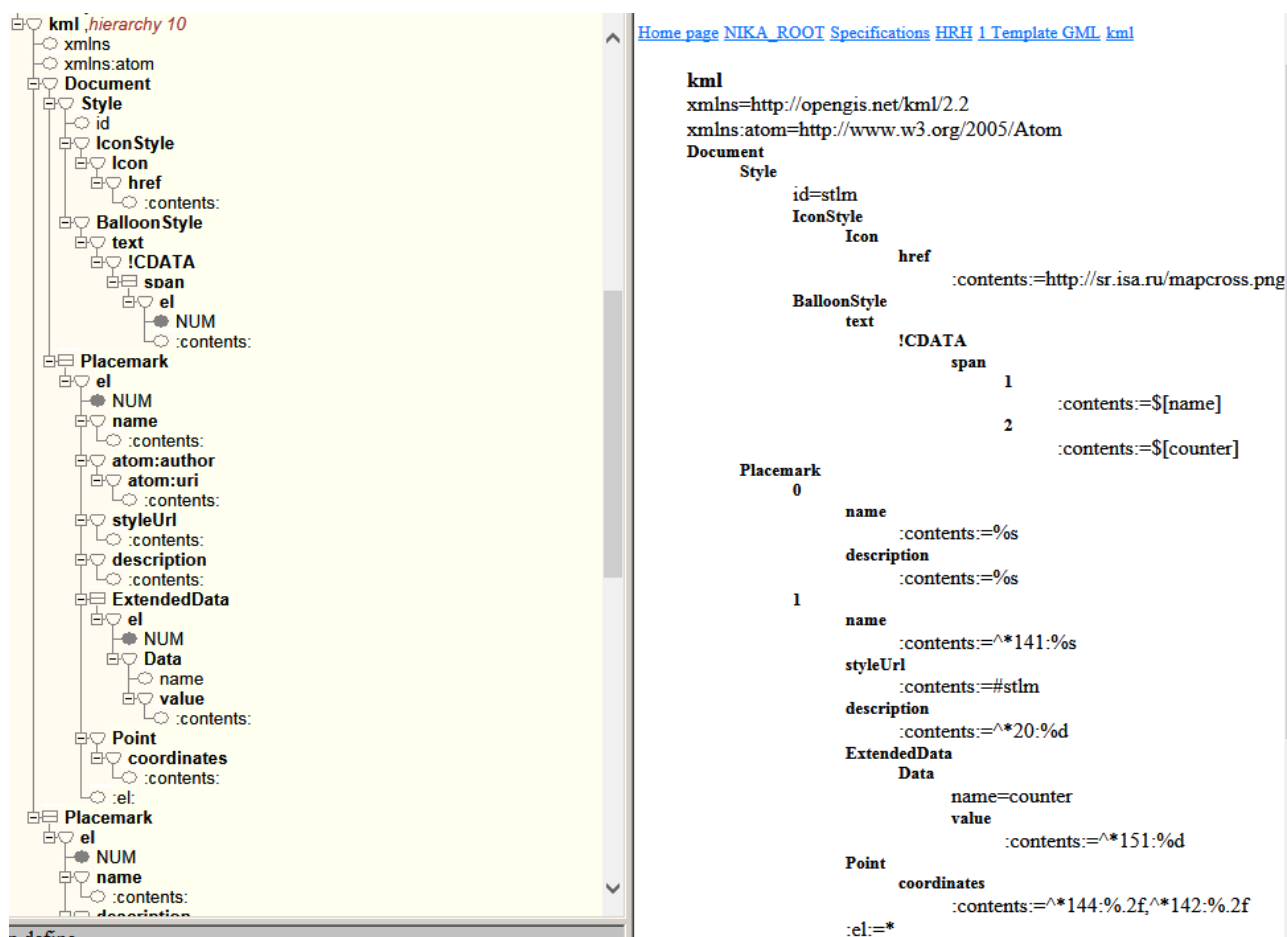 kml ,hierarchy 10
xmlns
xmlns:atom
Document
Style
id
IconStyle
Icon
href
:contents:
BalloonStyle
text
!CDATA
span
el
NUM
:contents:
Placemark
el
NUM
name
:contents:
atom:author
atom:uri
:contents:
styleUrl
:contents:
description
:contents:
ExtendedData
el
NUM
Data
name
value
:contents:
Point
coordinates
:contents:
:el:
Placemark
el
NUM
name
:contents:
description
define
Home page NIKA_ROOT Specifications HRH 1 Template GML kml
kml
xmlns=http://opengis.net/kml/2.2
xmlns:atom=http://www.w3.org/2005/Atom
Document
Style
id=stlm
IconStyle
Icon
href
:contents:=http://sr.isa.ru/mapcross.png
BalloonStyle
text
!CDATA
span
1
:contents:=$[name]
2
:contents:=$[counter]
Placemark
0
name
:contents:=%s
description
:contents:=%s
1
name
:contents:=^*141:%s
styleUrl
:contents:=#stlm
description
:contents:=^*20:%d
ExtendedData
Data
name=counter
value
:contents:=^*151:%d
Point
coordinates
:contents:=^*144:%.2f,^*142:%.2f
:el:=*